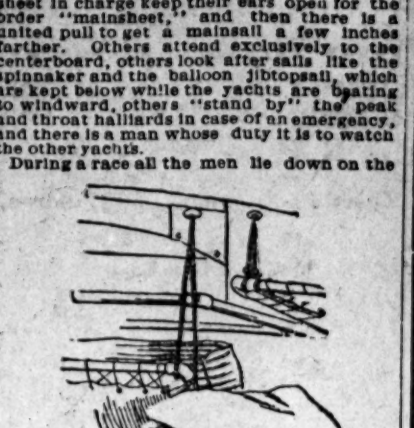 sheet in charge keep their ears open for the
order "mainsheet," and then there is a
united pull to get a mainsail a few inches
farther. Others attend exclusively to the
centerboard, others look after sails like the
spinnaker and the balloon jibtopsail, which
are kept below while the yachts are beating
to windward, others "stand by" the peak
and throat halliards in case of an emergency,
and there is a man whose duty it is to watch
the other yachts.
During a race all the men lie down on the